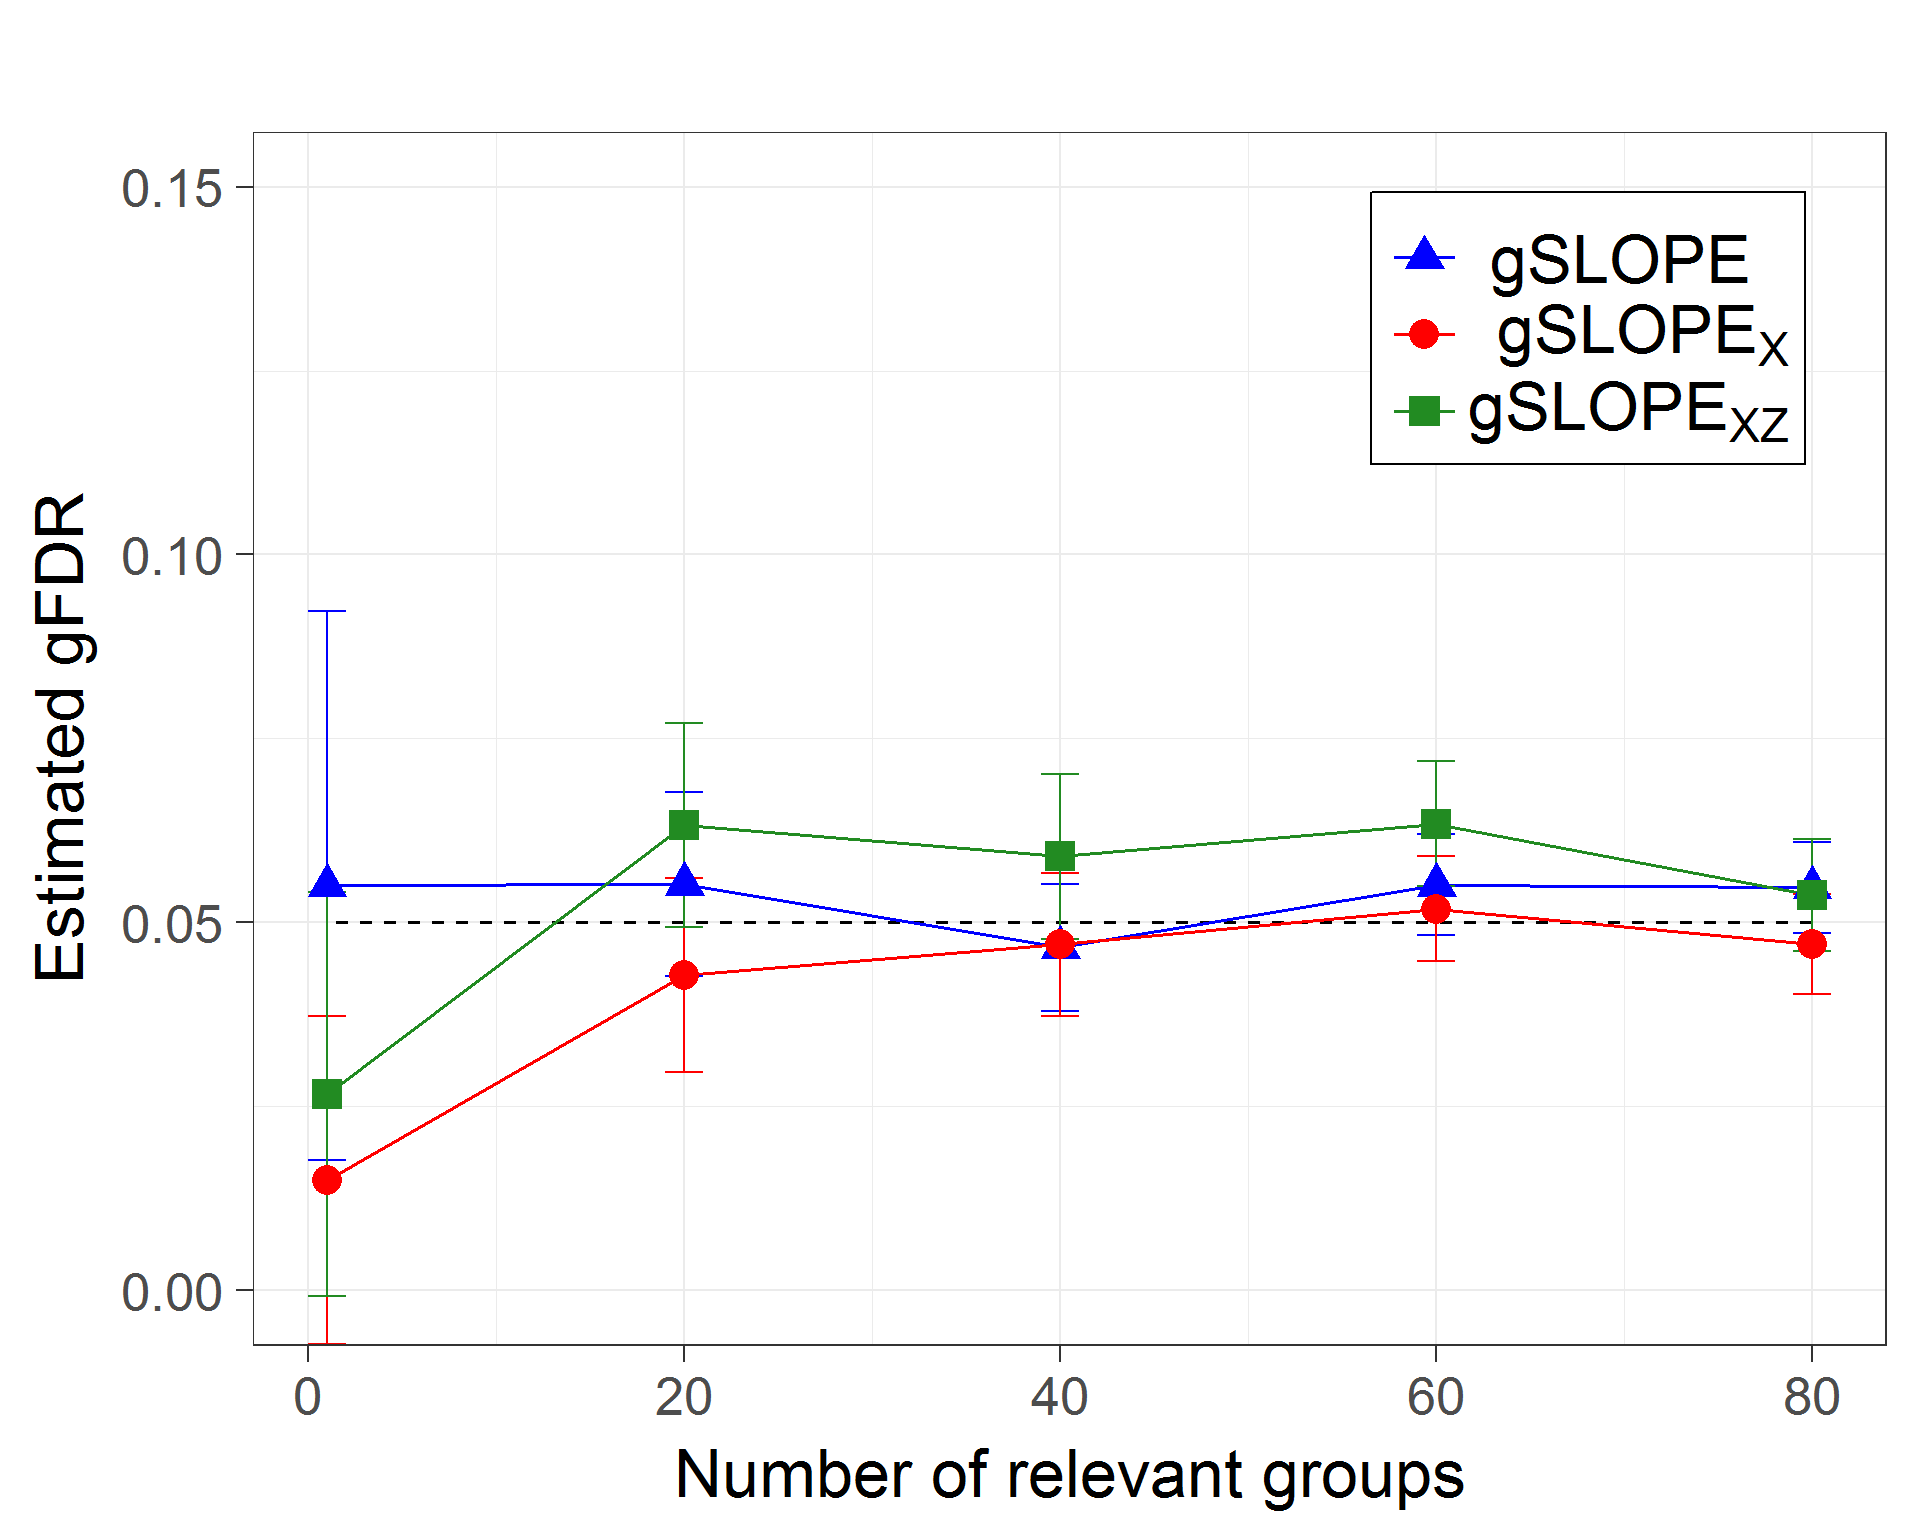 0.15
0.10
0.05
0.00
Estimated gFDR
gSLOPE
gSLOPE_X
gSLOPE_XZ
0 20 40 60 80
Number of relevant groups